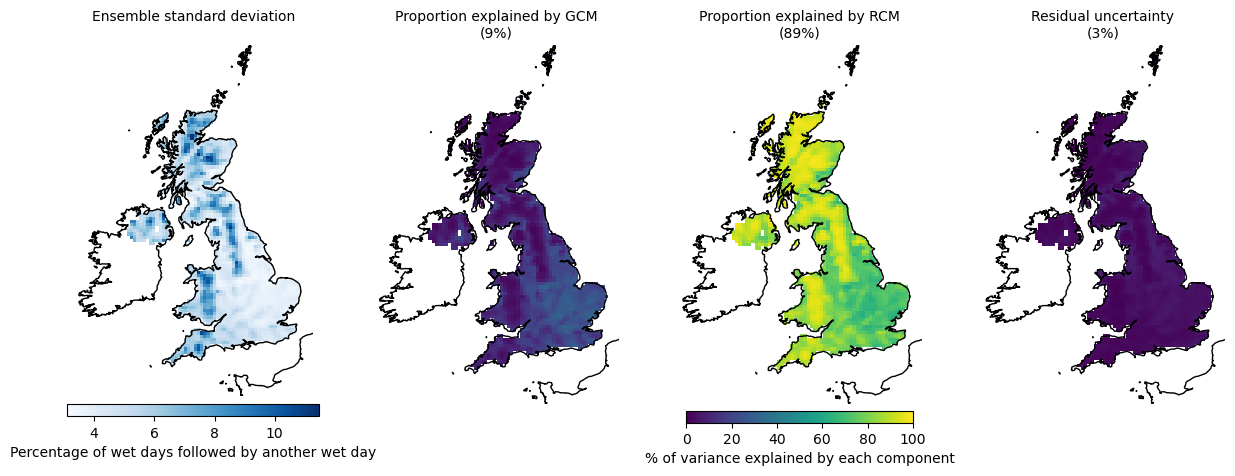 Ensemble standard deviation
Proportion explained by GCM
(9%)
Proportion explained by RCM
(89%)
Residual uncertainty
(3%)
4 6 8 10
Percentage of wet days followed by another wet day
0 20 40 60 80 100
% of variance explained by each component